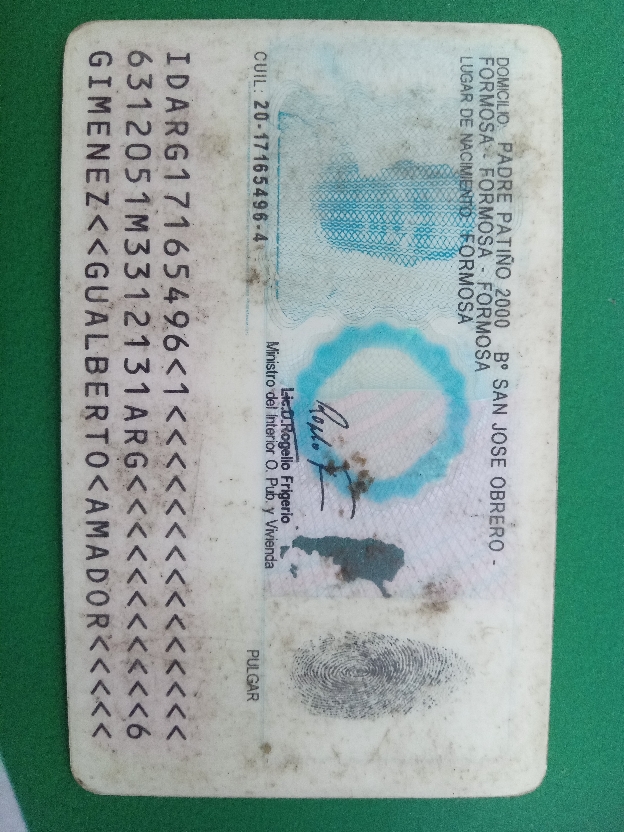 DOMICILIO: PADRE PATIÑO 2000 Bº SAN JOSE OBRERO -
FORMOSA - FORMOSA - FORMOSA
LUGAR DE NACIMIENTO: FORMOSA
CUIL: 20-17165496-4
Lic.D.Rogelio Frigerio
Ministro del Interior O. Pub. y Vivienda
PULGAR
IDARG17165496<1<<<<<<<<<<<<<<<
6312051M3312131ARG<<<<<<<<<<<6
GIMENEZ<<GUALBERTO<AMADOR<<<<<